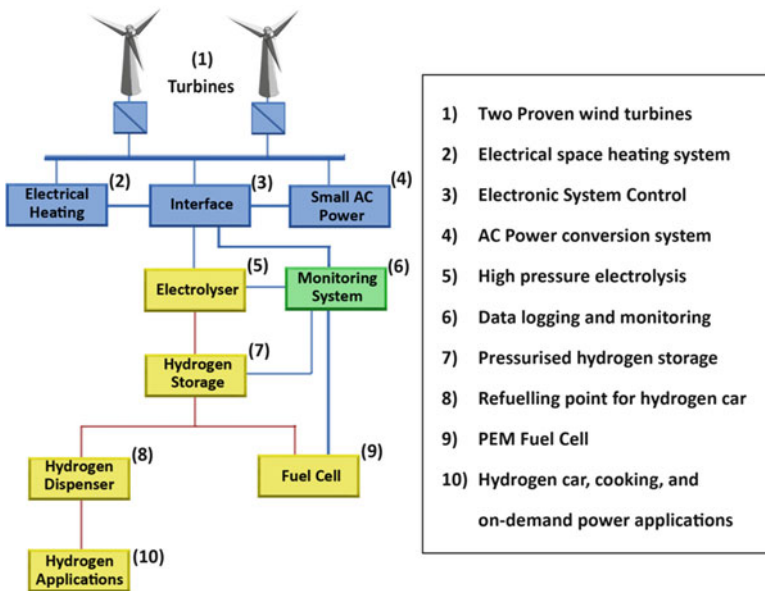 (1)
Turbines
Electrical
Heating
(2)
Interface
(3)
Small AC
Power
(4)
Electrolyser
(5)
Monitoring
System
(6)
Hydrogen
Storage
(7)
Hydrogen
Dispenser
(8)
Fuel Cell
(9)
Hydrogen
Applications
(10)
1) Two Proven wind turbines
2) Electrical space heating system
3) Electronic System Control
4) AC Power conversion system
5) High pressure electrolysis
6) Data logging and monitoring
7) Pressurised hydrogen storage
8) Refuelling point for hydrogen car
9) PEM Fuel Cell
10) Hydrogen car, cooking, and
on-demand power applications